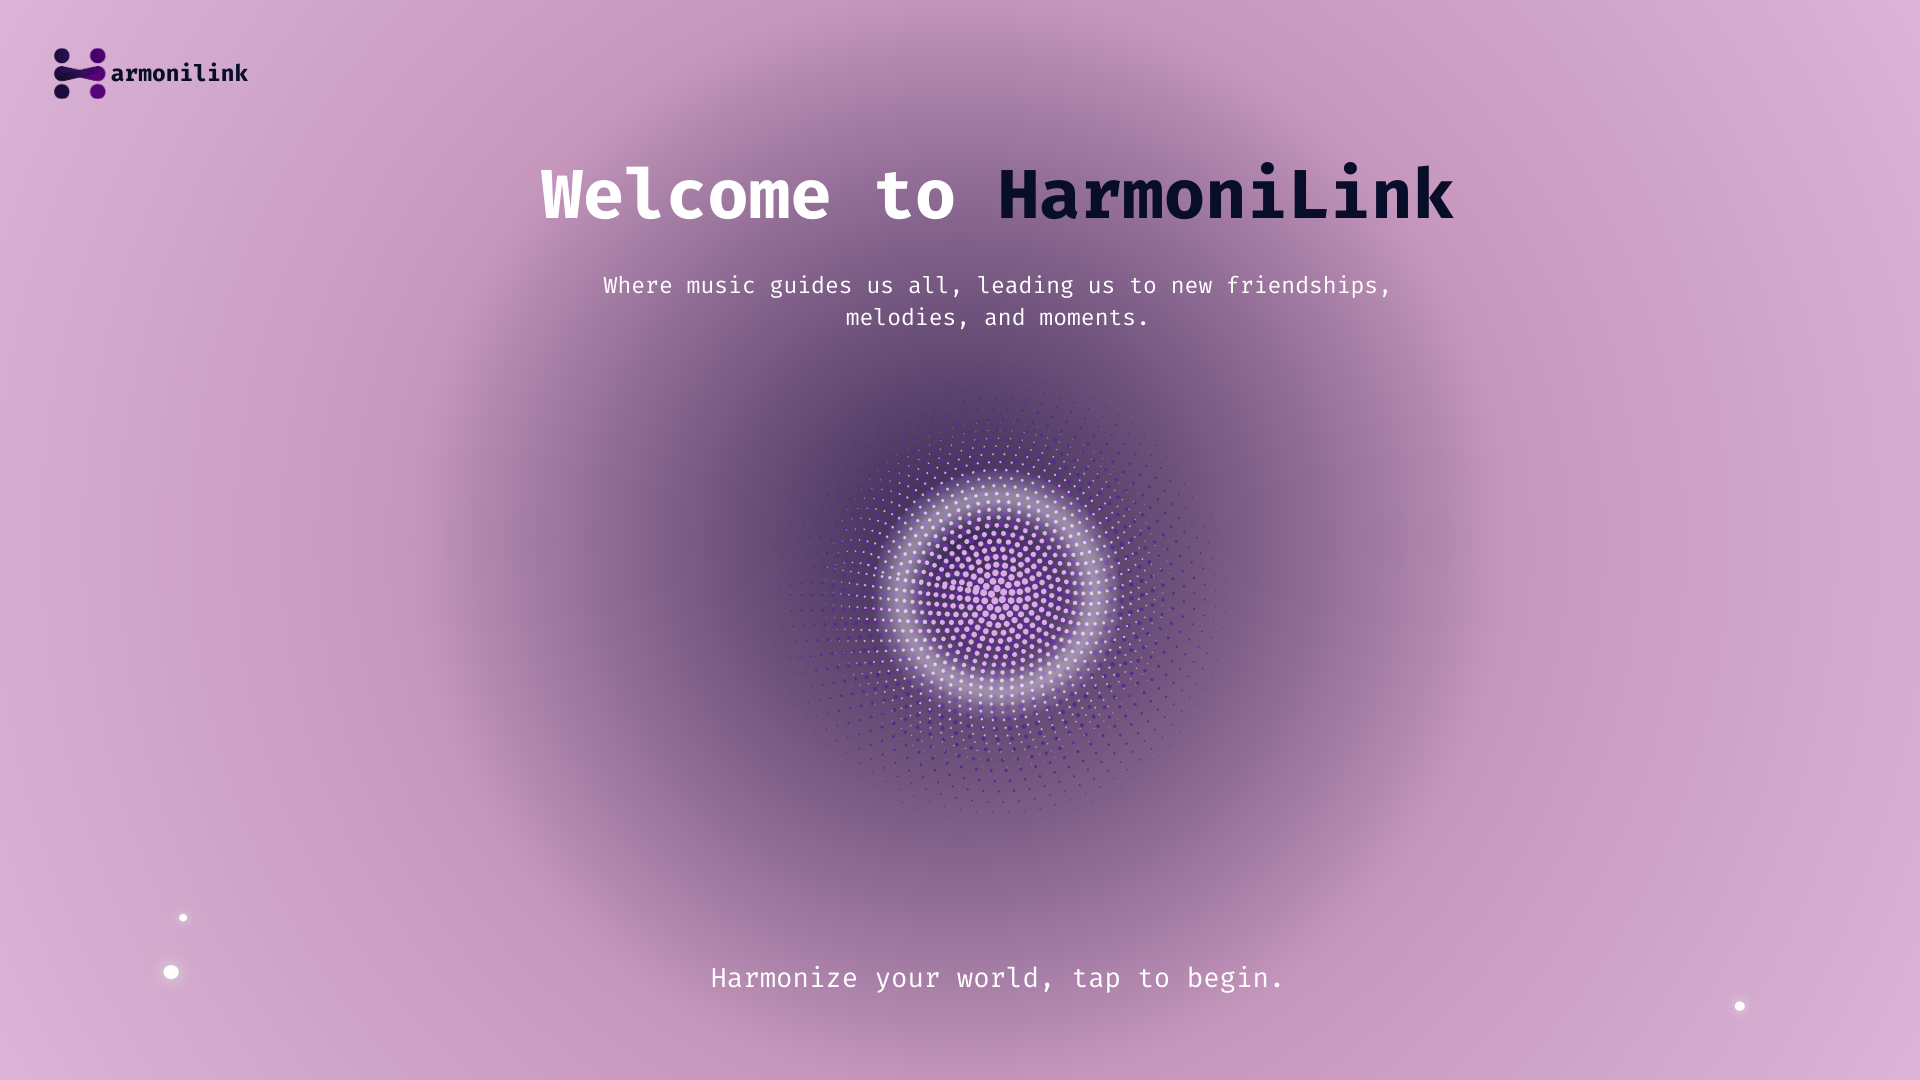 armonilink
Welcome to HarmoniLink
Where music guides us all, leading us to new friendships,
melodies, and moments.
Harmonize your world, tap to begin.